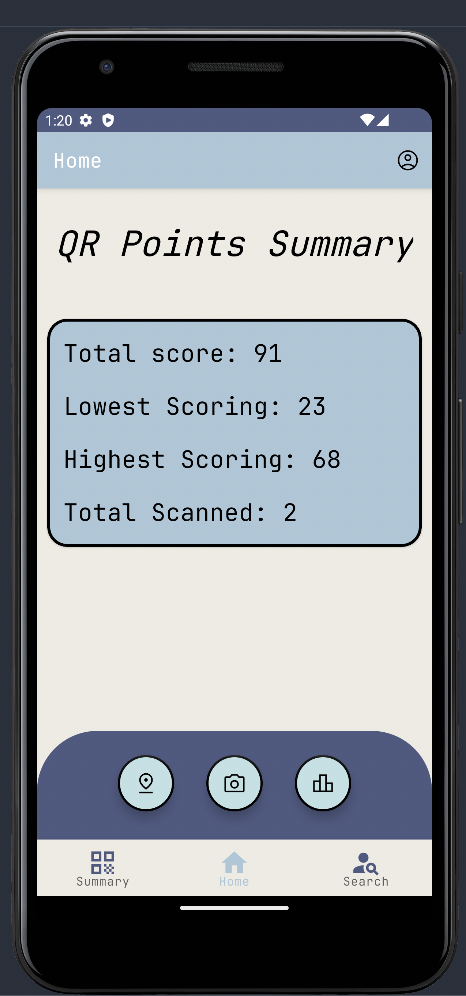 1:20
Home
QR Points Summary
Total score: 91
Lowest Scoring: 23
Highest Scoring: 68
Total Scanned: 2
Summary Home Search